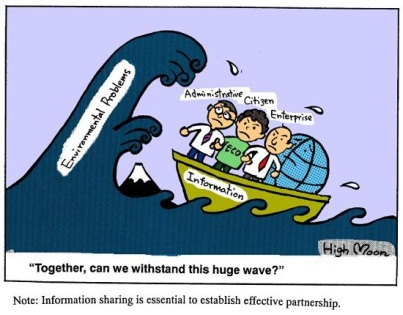 Environmental Problems
Administrative
Citizen
Enterprise
ECO
Information
High Moon
"Together, can we withstand this huge wave?"
Note: Information sharing is essential to establish effective partnership.